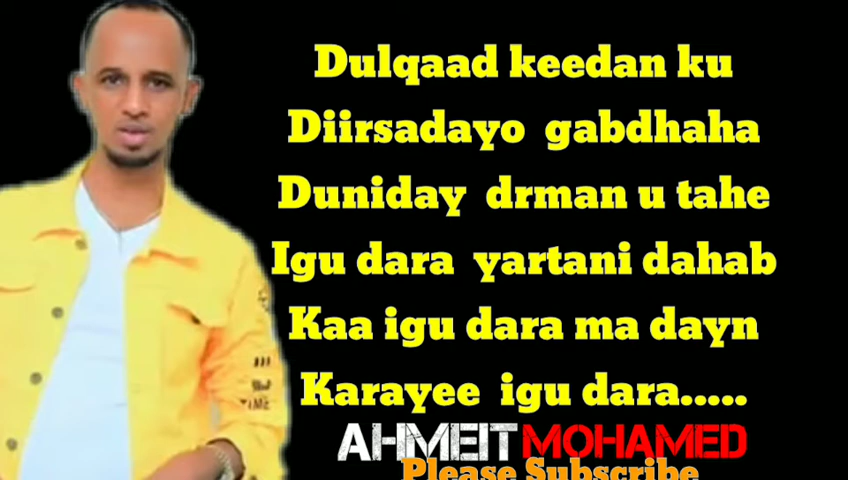 Dulqaad keedan ku
Diirsadayo gabdhaha
Duniday drman u tahe
Igu dara yartani dahab
Kaa igu dara ma dayn
Karayee igu dara.....
AHMEIT MOHAMED
Please Subscribe
TIME